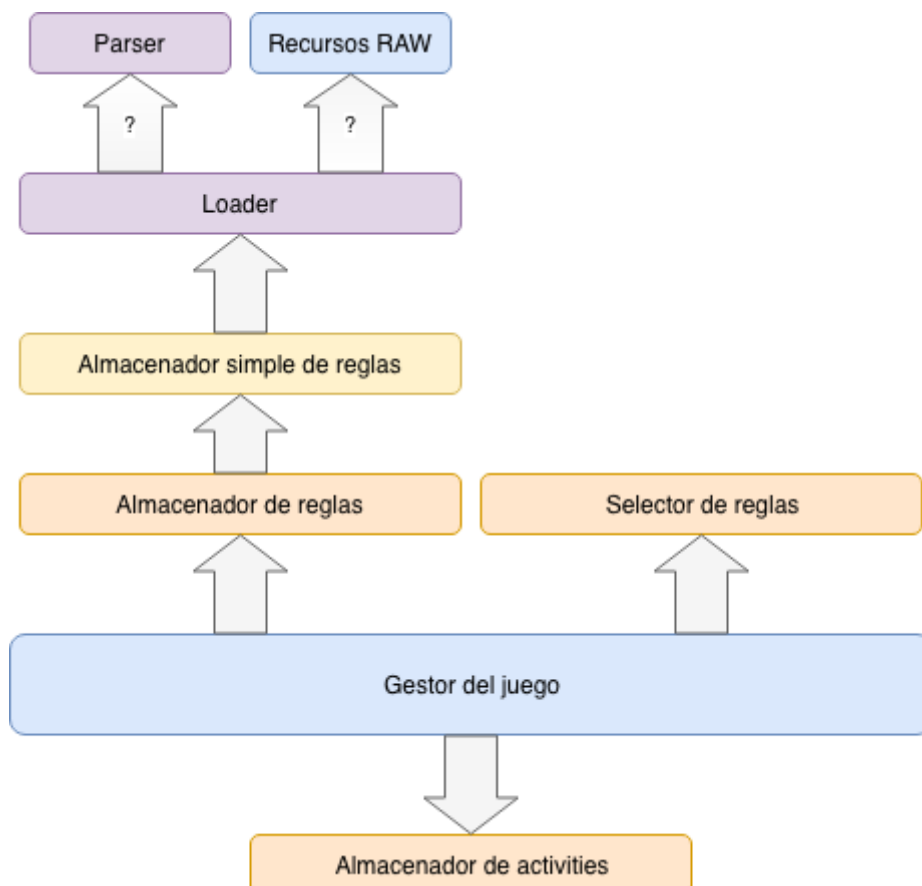 Parser
Recursos RAW
?
?
Loader
Almacenador simple de reglas
Almacenador de reglas
Selector de reglas
Gestor del juego
Almacenador de activities